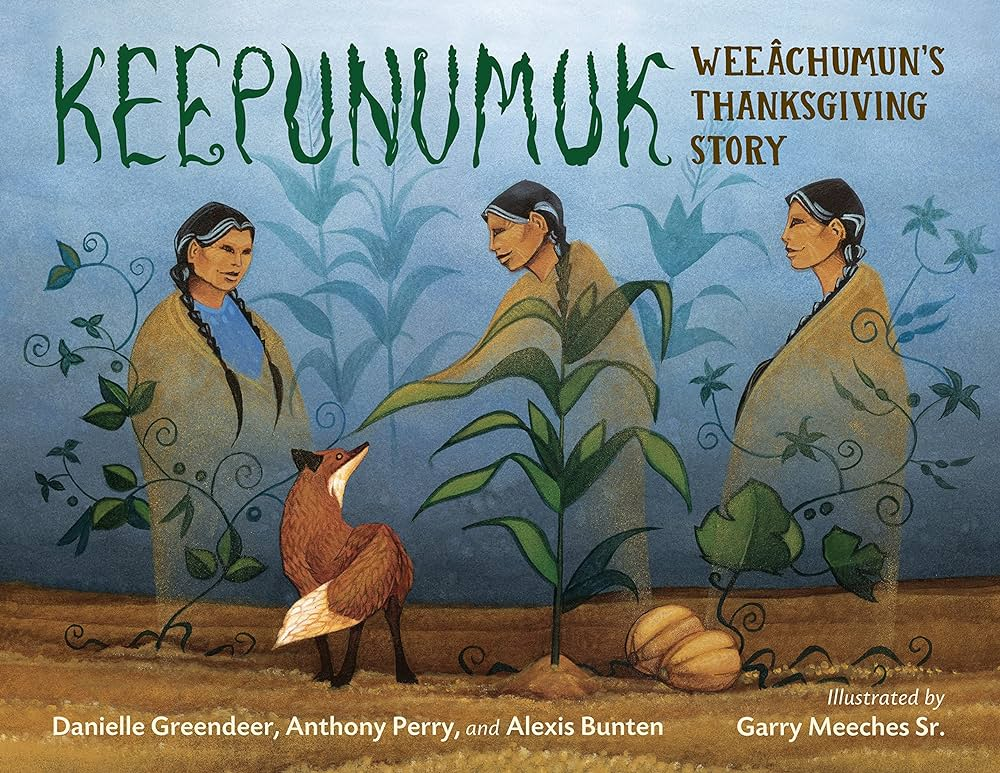 KEEPUNUMUK
WEEÂCHUMUN'S
THANKSGIVING
STORY
Danielle Greendeer, Anthony Perry, and Alexis Bunten
Illustrated by
Garry Meeches Sr.